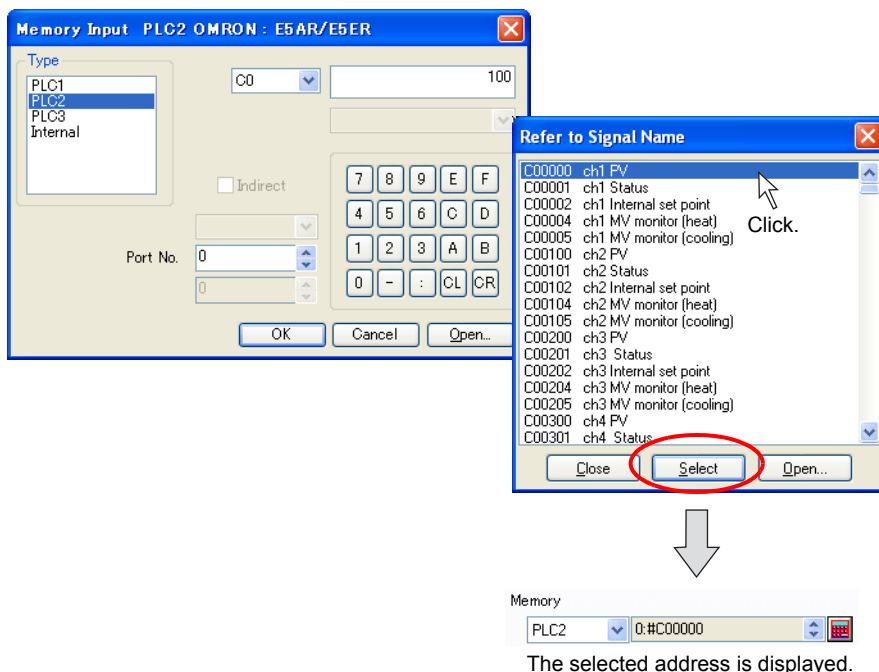 Memory Input PLC2 OMRON : E5AR/E5ER
Type
PLC1
PLC2
PLC3
Internal
C0
100
Indirect
7 8 9 E F
4 5 6 C D
1 2 3 A B
0 - : CL CR
Port No. 0
0
OK Cancel Open...
Refer to Signal Name
C00000 ch1 PV
C00001 ch1 Status
C00002 ch1 Internal set point
C00004 ch1 MV monitor (heat)
C00005 ch1 MV monitor (cooling)
C00100 ch2 PV
C00101 ch2 Status
C00102 ch2 Internal set point
C00104 ch2 MV monitor (heat)
C00105 ch2 MV monitor (cooling)
C00200 ch3 PV
C00201 ch3 Status
C00202 ch3 Internal set point
C00204 ch3 MV monitor (heat)
C00205 ch3 MV monitor (cooling)
C00300 ch4 PV
C00301 ch4 Status
Click.
Close Select Open...
Memory
PLC2 0:#C00000
The selected address is displayed.